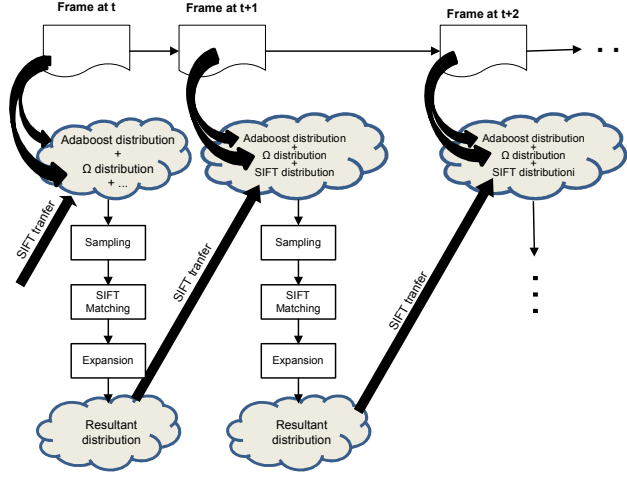 Frame at t
Frame at t+1
Frame at t+2
Adaboost distribution
+
Ω distribution
+ ...
Adaboost distribution
+
Ω distribution
+
SIFT distribution
Adaboost distribution
+
Ω distribution
+
SIFT distributioni
SIFT tranfer
SIFT tranfer
SIFT tranfer
Sampling
Sampling
SIFT
Matching
SIFT
Matching
Expansion
Expansion
Resultant
distribution
Resultant
distribution